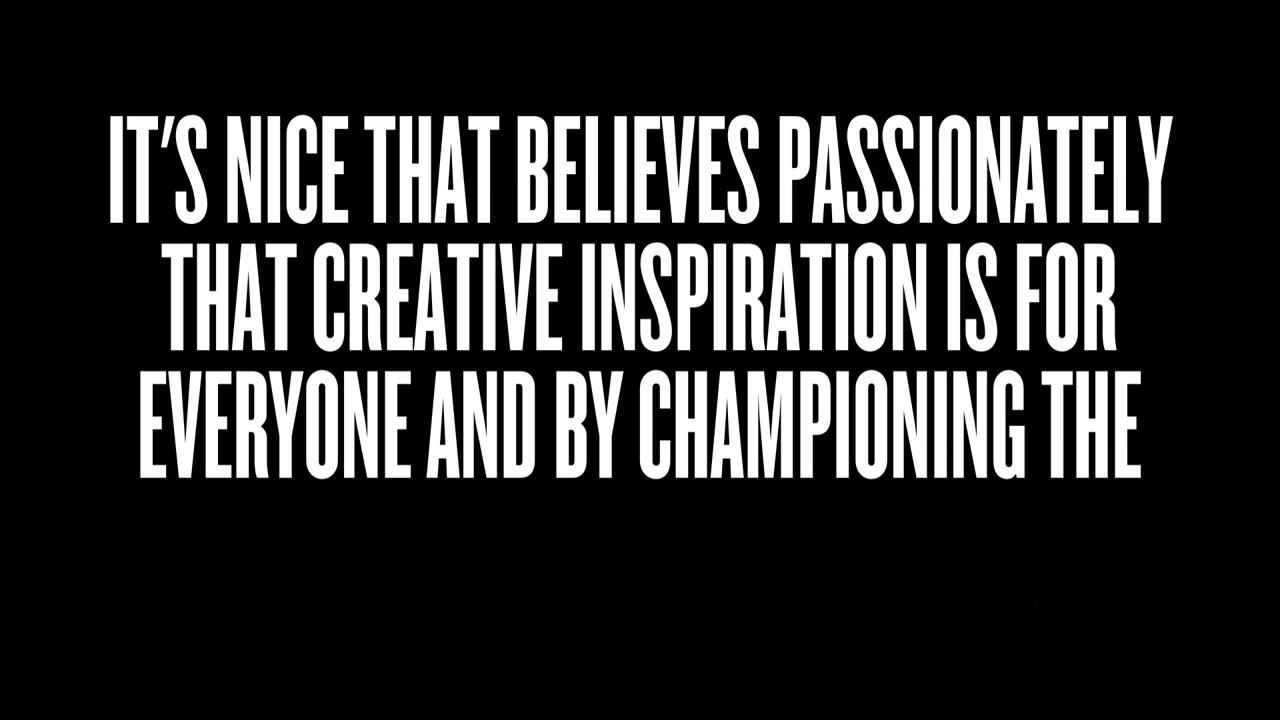 IT'S NICE THAT BELIEVES PASSIONATELY
THAT CREATIVE INSPIRATION IS FOR
EVERYONE AND BY CHAMPIONING THE